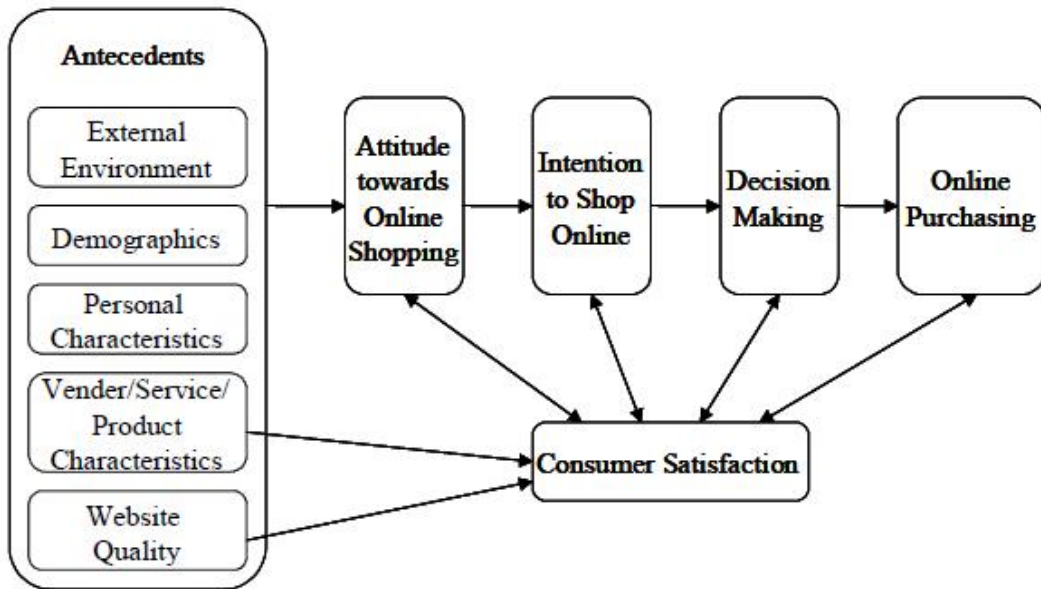 Antecedents
External
Environment
Demographics
Personal
Characteristics
Vender/Service/
Product
Characteristics
Website
Quality
Attitude
towards
Online
Shopping
Intention
to Shop
Online
Decision
Making
Online
Purchasing
Consumer Satisfaction